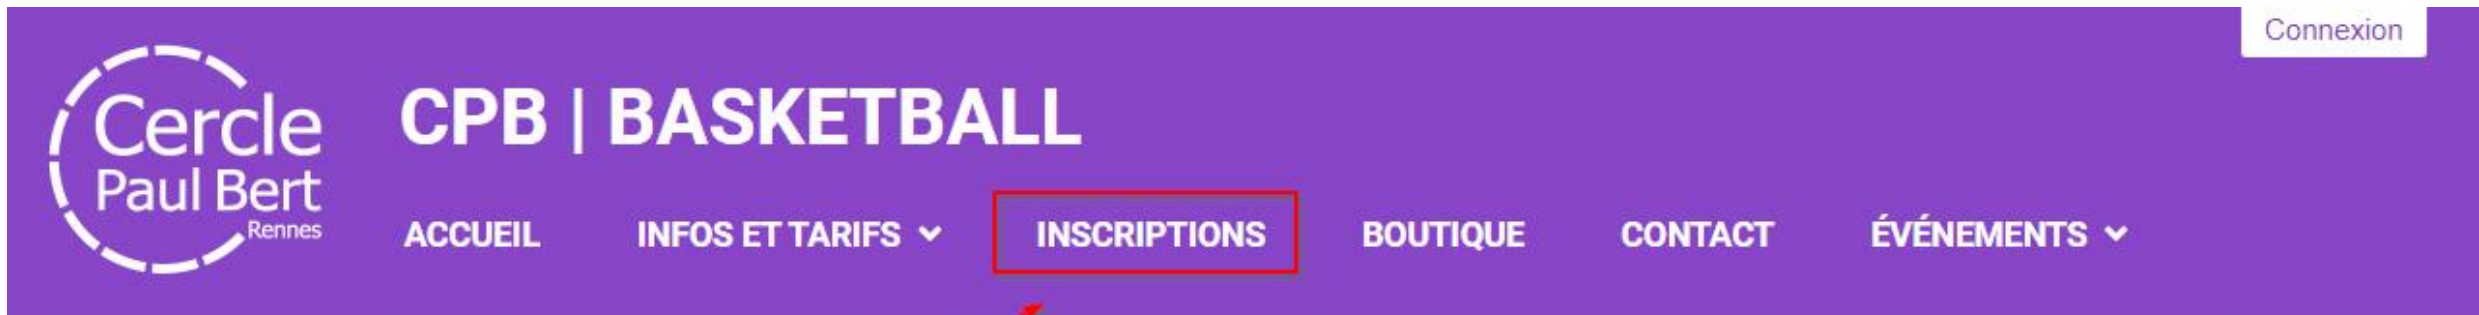 Connexion
Cercle
Paul Bert
Rennes
CPB | BASKETBALL
ACCUEIL INFOS ET TARIFS INSCRIPTIONS BOUTIQUE CONTACT ÉVÉNEMENTS